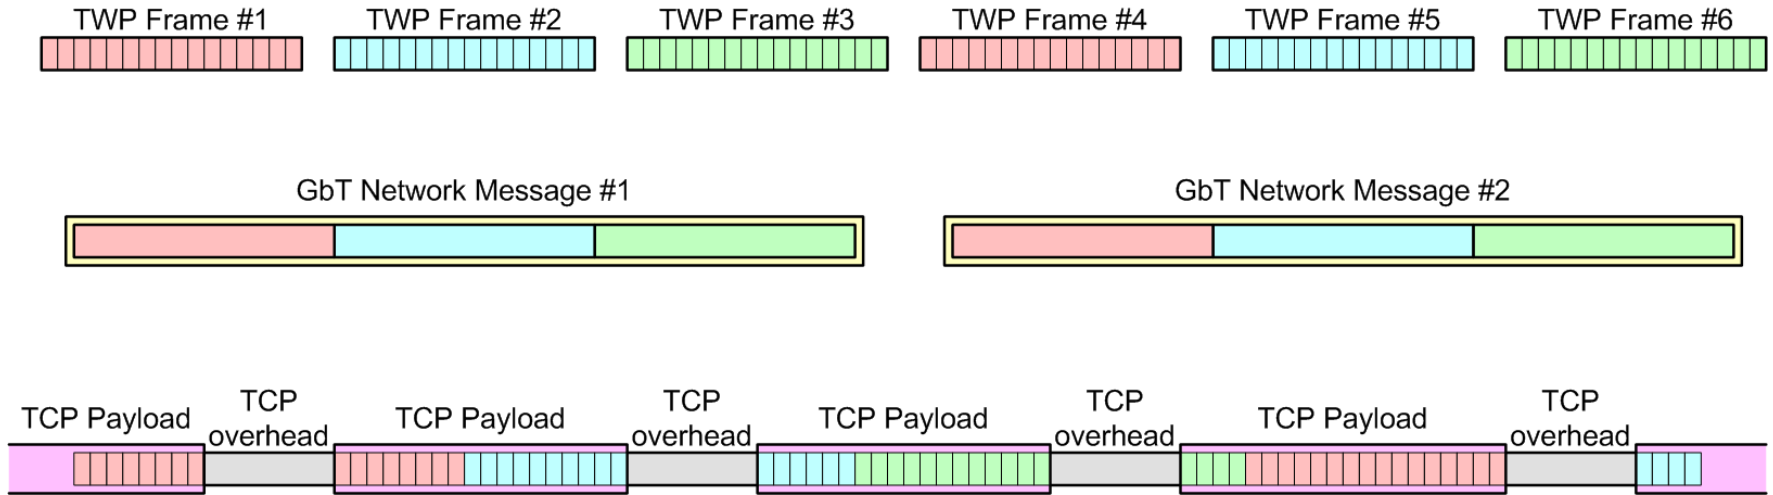 TWP Frame #1 TWP Frame #2 TWP Frame #3 TWP Frame #4 TWP Frame #5 TWP Frame #6
GbT Network Message #1 GbT Network Message #2
TCP Payload TCP overhead TCP Payload TCP overhead TCP Payload TCP overhead TCP Payload TCP overhead